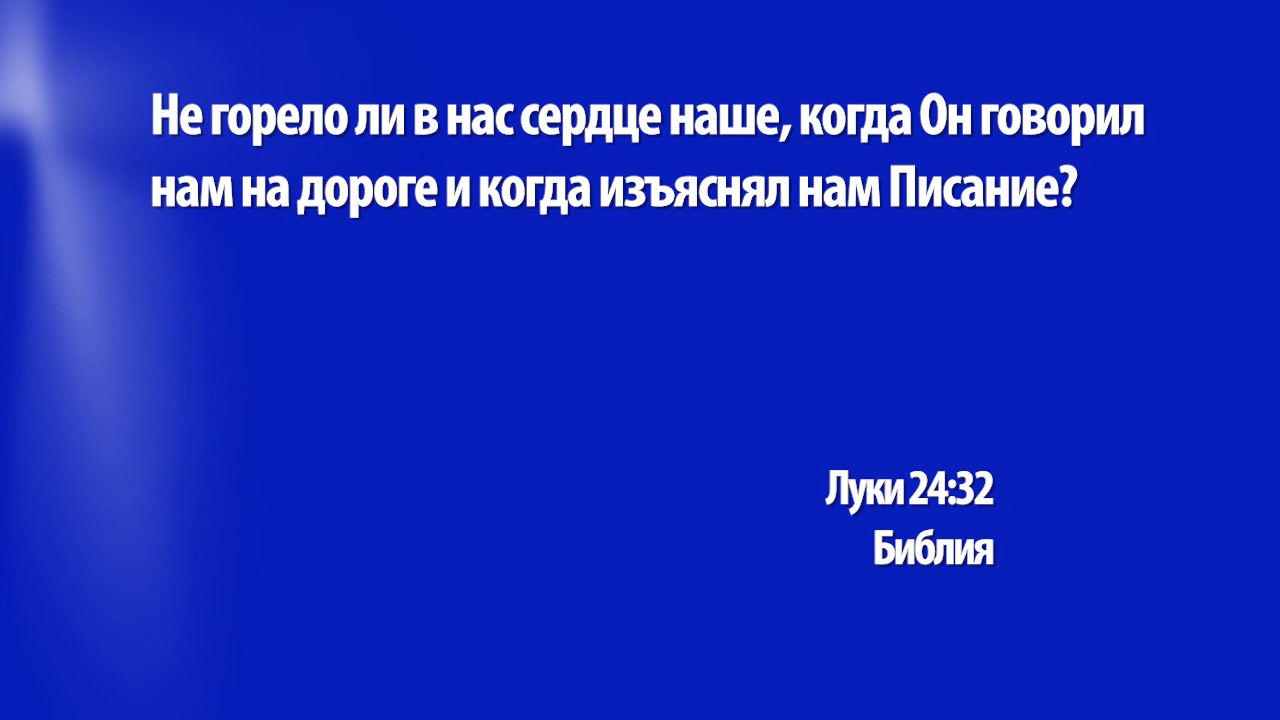 Не горело ли в нас сердце наше, когда Он говорил
нам на дороге и когда изъяснял нам Писание?
Луки 24:32
Библия